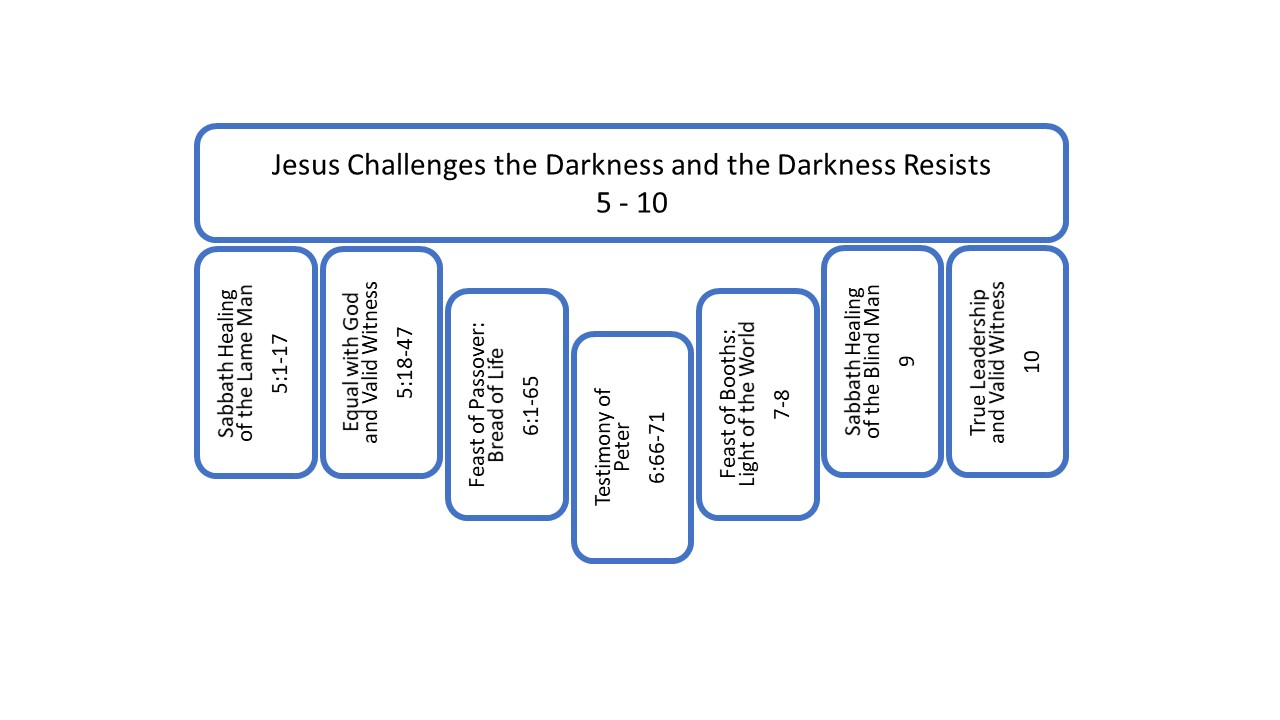 Jesus Challenges the Darkness and the Darkness Resists
5 - 10
Sabbath Healing
of the Lame Man
5:1-17
Equal with God
and Valid Witness
5:18-47
Feast of Passover:
Bread of Life
6:1-65
Testimony of
Peter
6:66-71
Feast of Booths:
Light of the World
7-8
Sabbath Healing
of the Blind Man
9
True Leadership
and Valid Witness
10